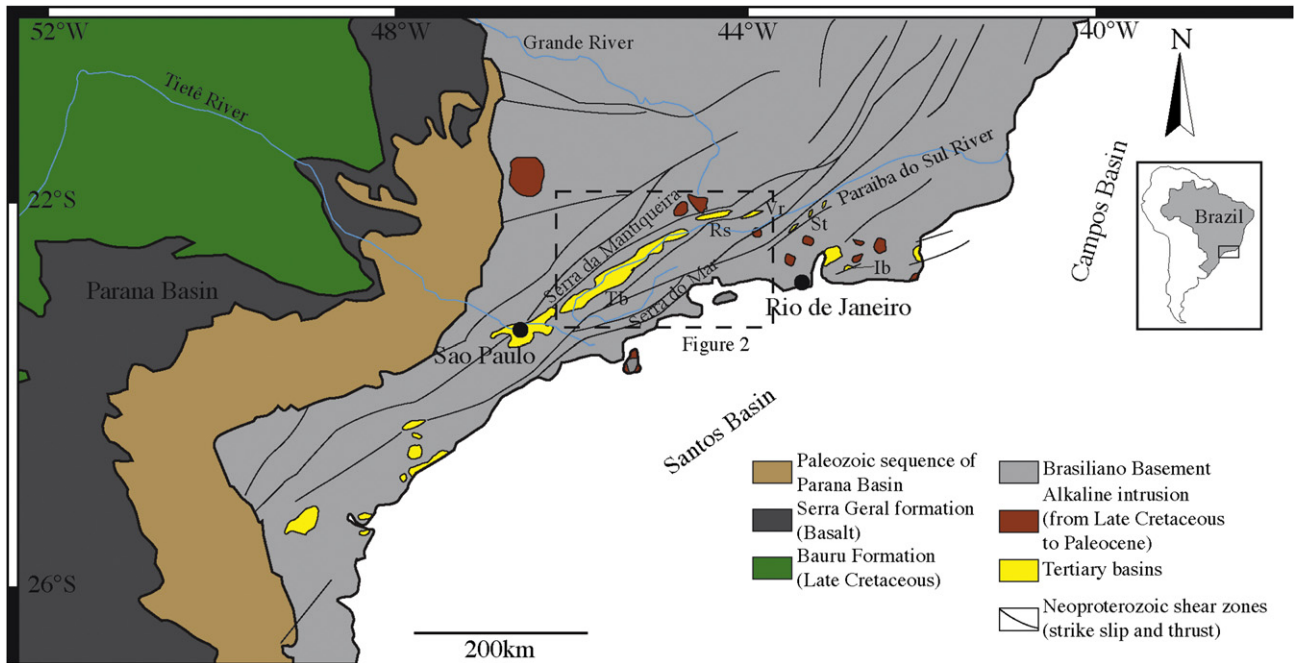 52°W
48°W
44°W
40°W
Grande River
N
Tietê River
Campos Basin
Paraiba do Sul River
22°S
Serra da Mantiqueira
Vr
St
Rs
Brazil
Parana Basin
Ib
Tb
Serra do Mar
Rio de Janeiro
Sao Paulo
Figure 2
Santos Basin
Paleozoic sequence of
Parana Basin
Serra Geral formation
(Basalt)
Bauru Formation
(Late Cretaceous)
Brasiliano Basement
Alkaline intrusion
(from Late Cretaceous
to Paleocene)
Tertiary basins
Neoproterozoic shear zones
(strike slip and thrust)
26°S
200km